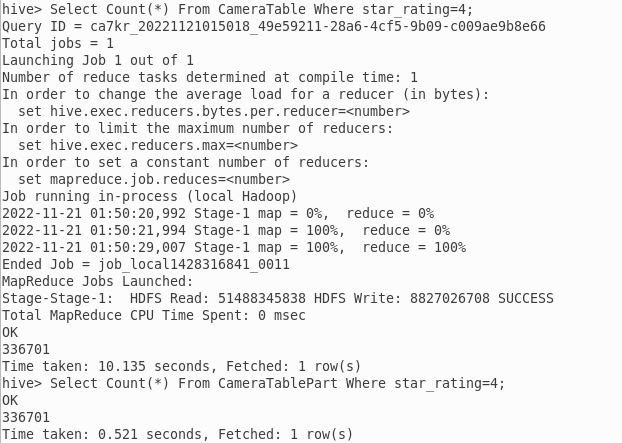 hive> Select Count(*) From CameraTable Where star_rating=4;
Query ID = ca7kr_20221121015018_49e59211-28a6-4cf5-9b09-c009ae9b8e66
Total jobs = 1
Launching Job 1 out of 1
Number of reduce tasks determined at compile time: 1
In order to change the average load for a reducer (in bytes):
  set hive.exec.reducers.bytes.per.reducer=<number>
In order to limit the maximum number of reducers:
  set hive.exec.reducers.max=<number>
In order to set a constant number of reducers:
  set mapreduce.job.reduces=<number>
Job running in-process (local Hadoop)
2022-11-21 01:50:20,992 Stage-1 map = 0%,  reduce = 0%
2022-11-21 01:50:21,994 Stage-1 map = 100%,  reduce = 0%
2022-11-21 01:50:29,007 Stage-1 map = 100%,  reduce = 100%
Ended Job = job_local1428316841_0011
MapReduce Jobs Launched:
Stage-Stage-1:  HDFS Read: 51488345838 HDFS Write: 8827026708 SUCCESS
Total MapReduce CPU Time Spent: 0 msec
OK
336701
Time taken: 10.135 seconds, Fetched: 1 row(s)
hive> Select Count(*) From CameraTablePart Where star_rating=4;
OK
336701
Time taken: 0.521 seconds, Fetched: 1 row(s)